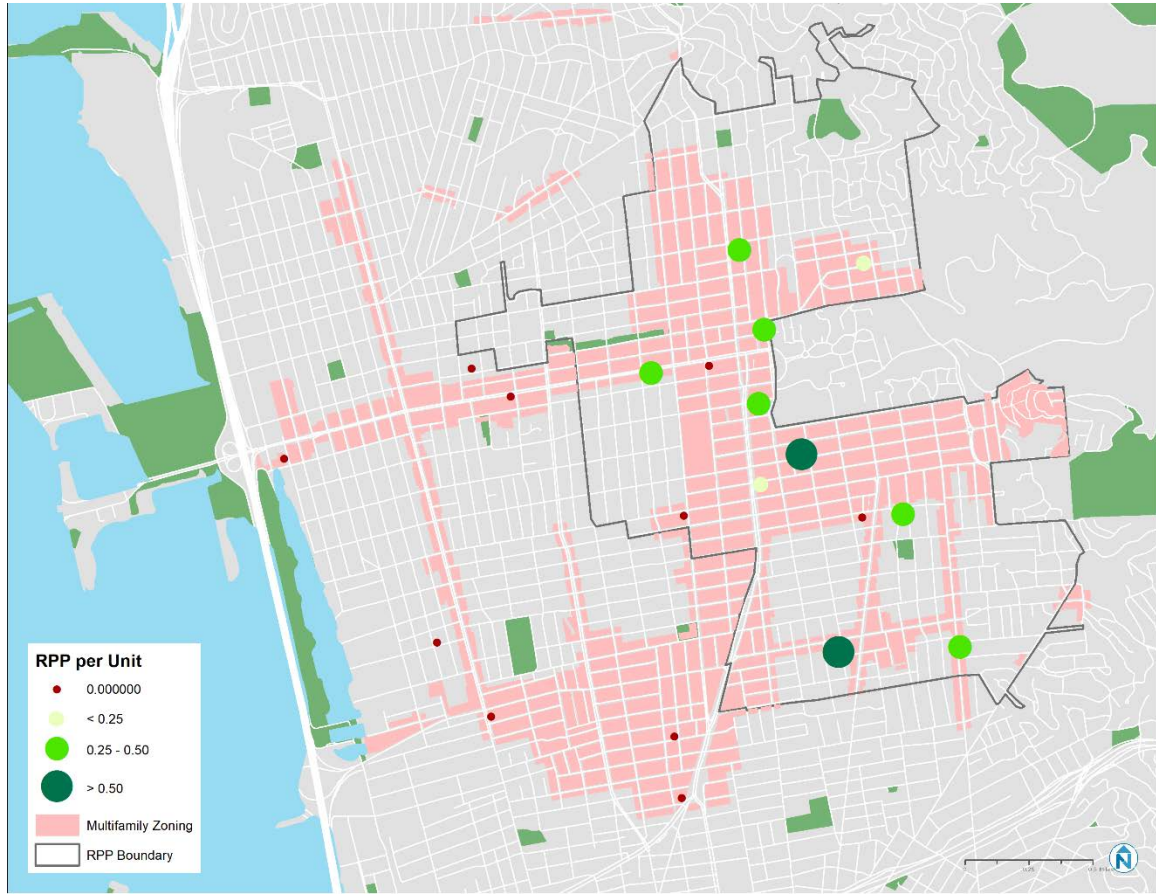 RPP per Unit
0.000000
< 0.25
0.25 - 0.50
> 0.50
Multifamily Zoning
RPP Boundary
N